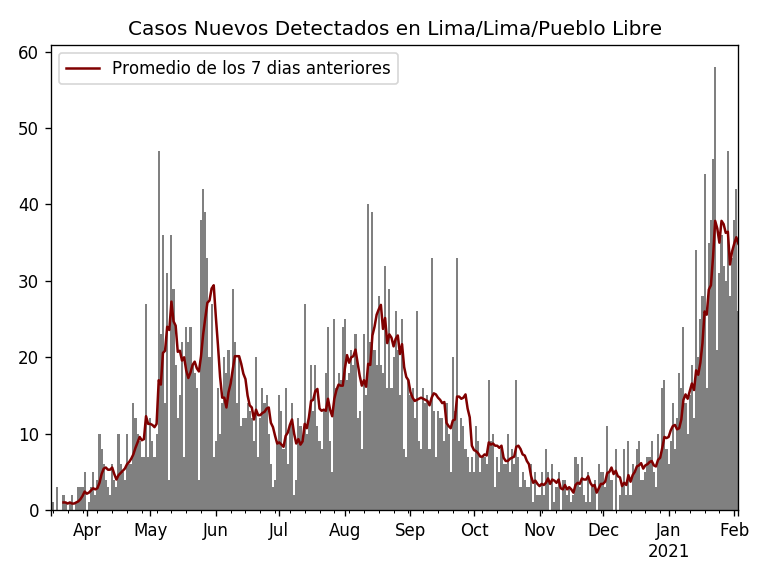 Casos Nuevos Detectados en Lima/Lima/Pueblo Libre
Promedio de los 7 dias anteriores
60
50
40
30
20
10
0
Apr May Jun Jul Aug Sep Oct Nov Dec Jan Feb
2021